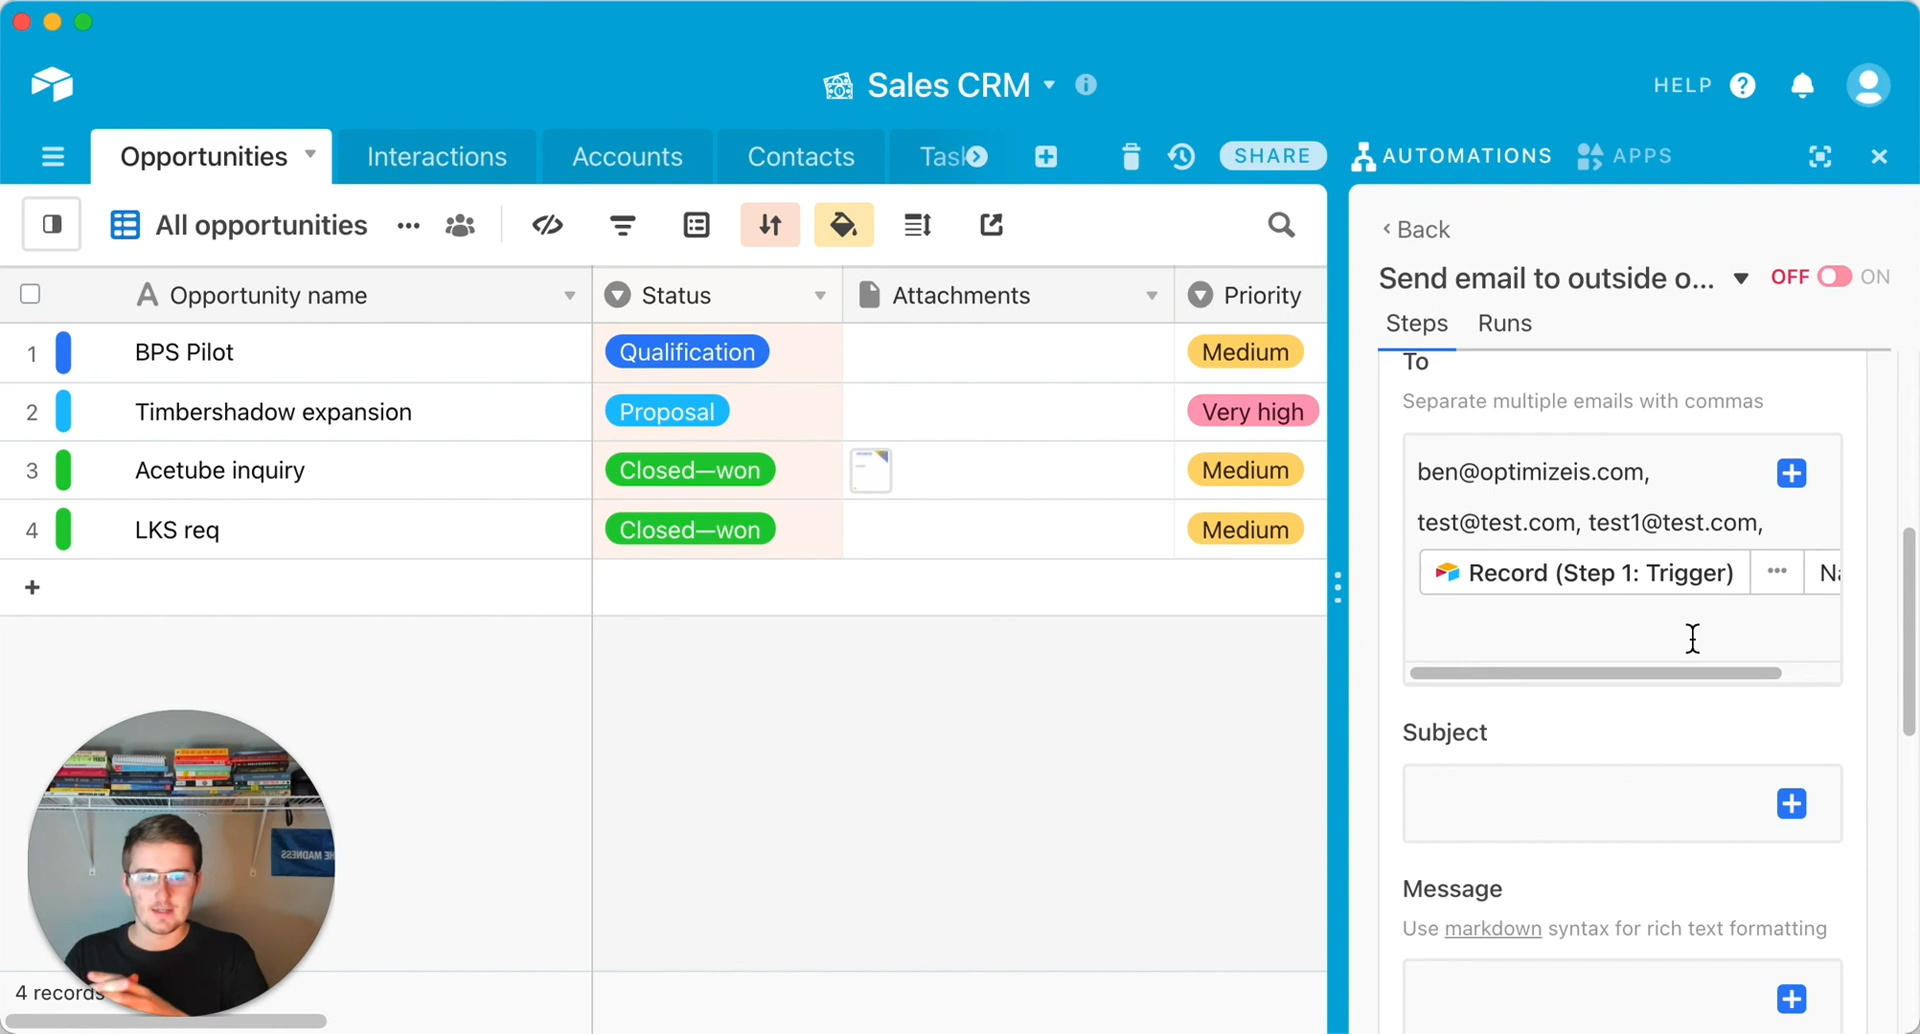 Sales CRM
HELP
Opportunities
Interactions
Accounts
Contacts
Task
SHARE
AUTOMATIONS
APPS
All opportunities
Opportunity name
Status
Attachments
Priority
1
BPS Pilot
Qualification
Medium
2
Timbershadow expansion
Proposal
Very high
3
Acetube inquiry
Closed—won
Medium
4
LKS req
Closed—won
Medium
4 records
Back
Send email to outside o...
OFF
ON
Steps
Runs
To
Separate multiple emails with commas
ben@optimizeis.com,
test@test.com, test1@test.com,
Record (Step 1: Trigger)
Na
Subject
Message
Use markdown syntax for rich text formatting